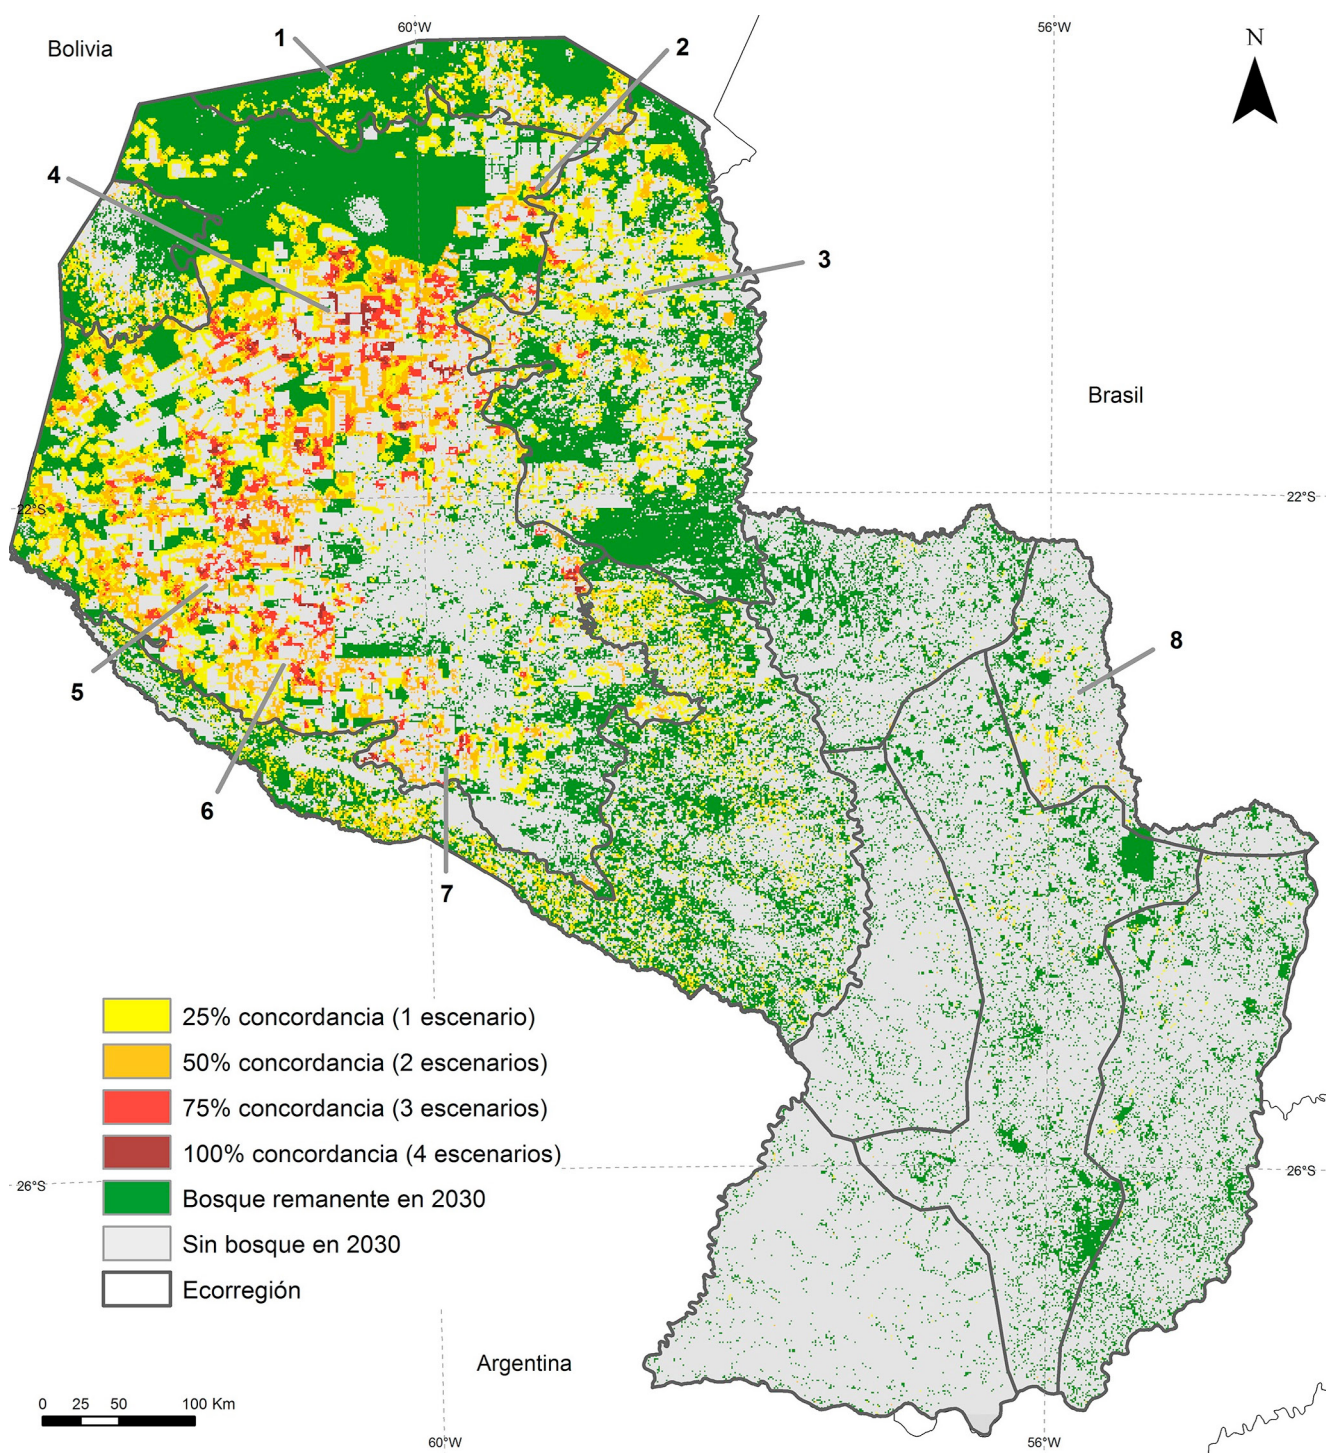 60°W
56°W
Bolivia
1
2
N
4
3
Brasil
22°S
22°S
8
5
6
7
25% concordancia (1 escenario)
50% concordancia (2 escenarios)
75% concordancia (3 escenarios)
100% concordancia (4 escenarios)
26°S
26°S
Bosque remanente en 2030
Sin bosque en 2030
Ecorregión
Argentina
0 25 50 100 Km
60°W
56°W